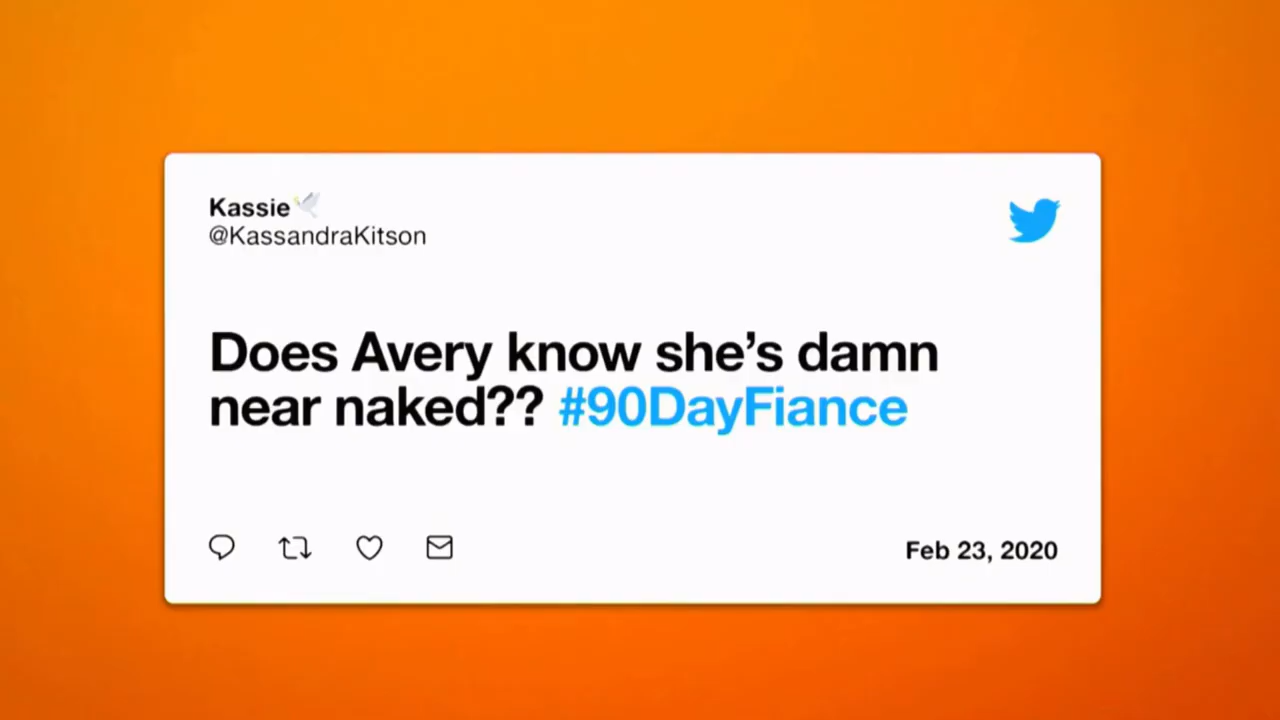 Kassie🕊️
@KassandraKitson
Does Avery know she’s damn
near naked?? #90DayFiance
Feb 23, 2020